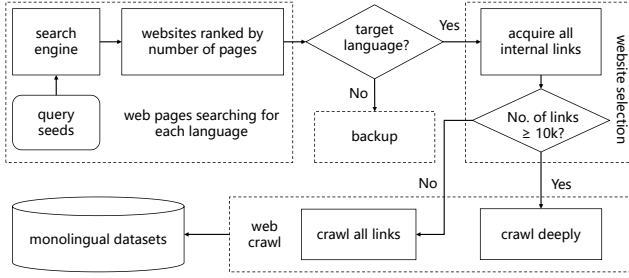 search
engine
websites ranked by
number of pages
target
language?
Yes
acquire all
internal links
website selection
query
seeds
web pages searching for
each language
No
backup
No. of links
≥ 10k?
No
Yes
monolingual datasets
web
crawl
crawl all links
crawl deeply